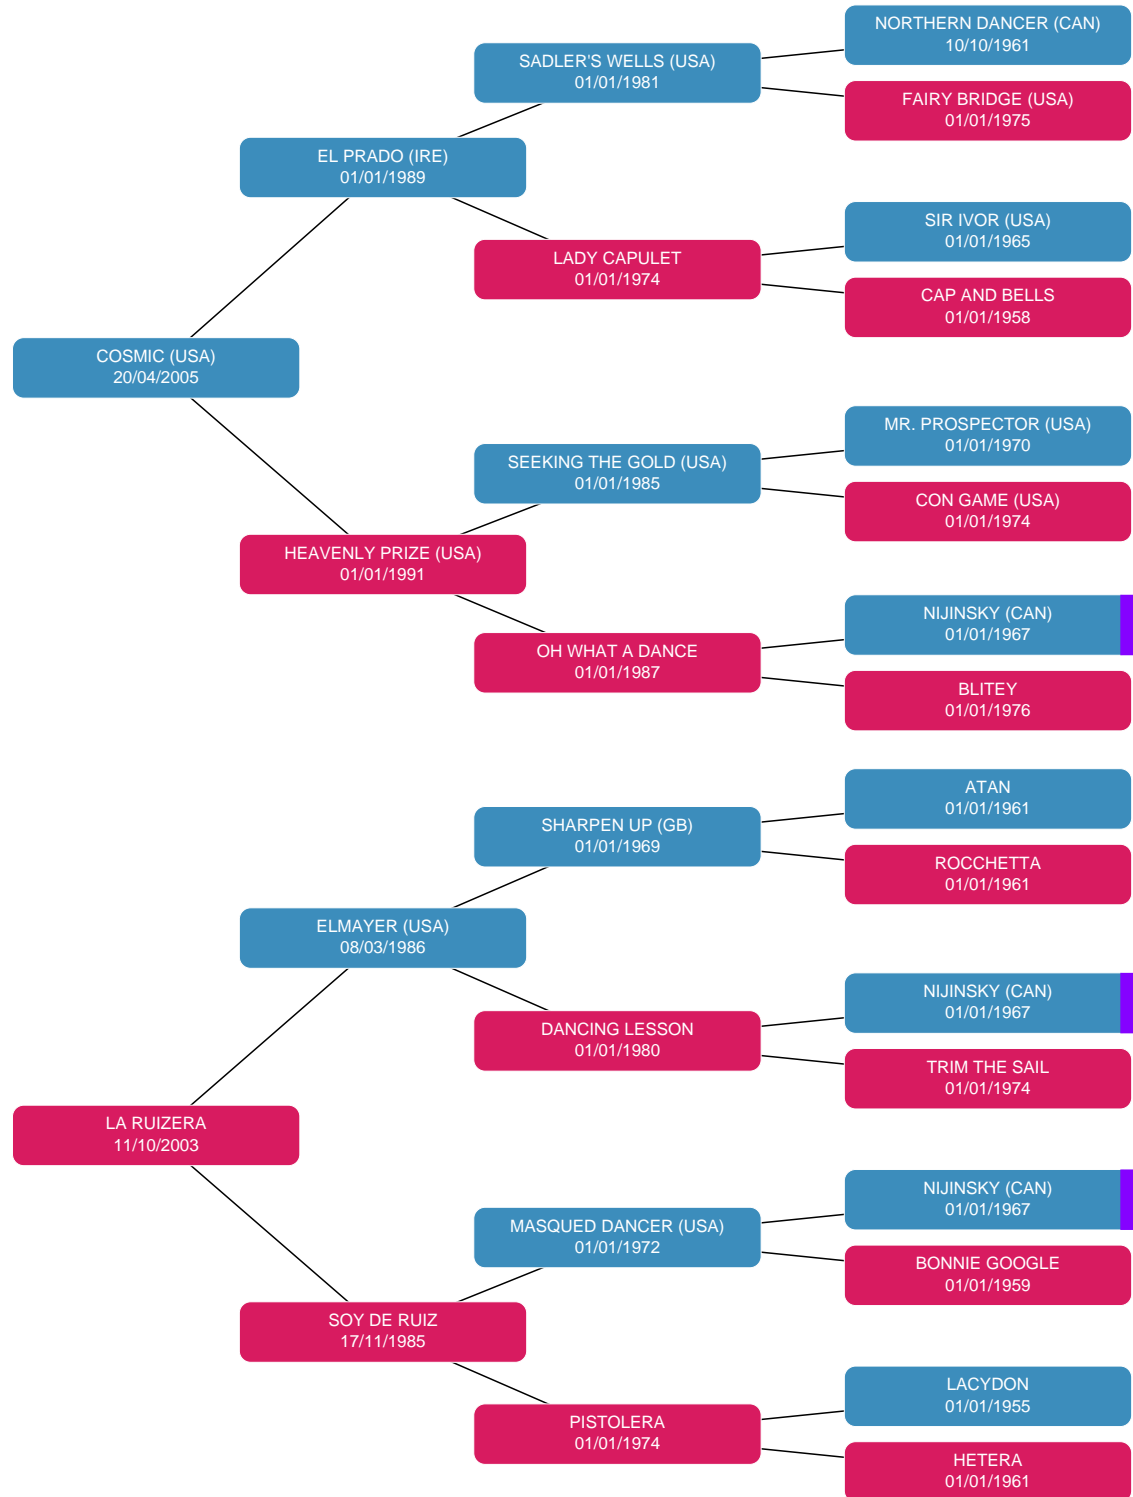 NORTHERN DANCER (CAN)
10/10/1961
SADLER'S WELLS (USA)
01/01/1981
FAIRY BRIDGE (USA)
01/01/1975
EL PRADO (IRE)
01/01/1989
SIR IVOR (USA)
01/01/1965
LADY CAPULET
01/01/1974
CAP AND BELLS
01/01/1958
COSMIC (USA)
20/04/2005
MR. PROSPECTOR (USA)
01/01/1970
SEEKING THE GOLD (USA)
01/01/1985
CON GAME (USA)
01/01/1974
HEAVENLY PRIZE (USA)
01/01/1991
NIJINSKY (CAN)
01/01/1967
OH WHAT A DANCE
01/01/1987
BLITEY
01/01/1976
ATAN
01/01/1961
SHARPEN UP (GB)
01/01/1969
ROCCHETTA
01/01/1961
ELMAYER (USA)
08/03/1986
NIJINSKY (CAN)
01/01/1967
DANCING LESSON
01/01/1980
TRIM THE SAIL
01/01/1974
LA RUIZERA
11/10/2003
NIJINSKY (CAN)
01/01/1967
MASQUED DANCER (USA)
01/01/1972
BONNIE GOOGLE
01/01/1959
SOY DE RUIZ
17/11/1985
LACYDON
01/01/1955
PISTOLERA
01/01/1974
HETERA
01/01/1961